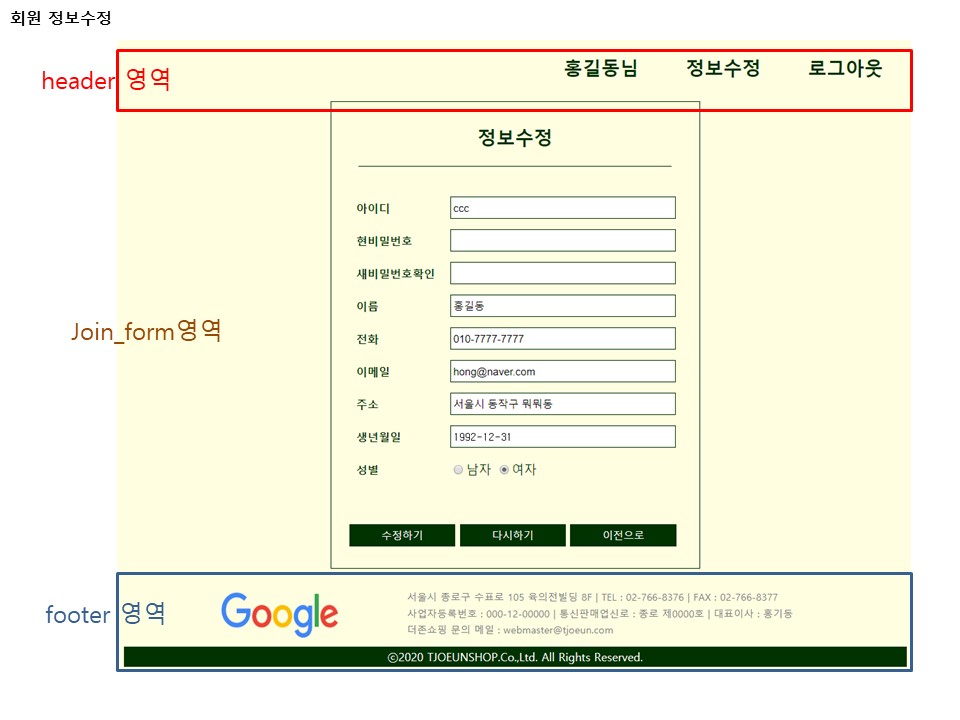 회원 정보수정
header 영역
홍길동님 정보수정 로그아웃
정보수정
아이디 ccc
현비밀번호
새비밀번호확인
이름 홍길동
전화 010-7777-7777
Join_form영역
이메일 hong@naver.com
주소 서울시 동작구 뭐뭐동
생년월일 1992-12-31
성별 남자 여자
수정하기 다시하기 이전으로
footer 영역
Google
서울시 종로구 수표로 105 육의전빌딩 8F | TEL : 02-766-8376 | FAX : 02-766-8377
사업자등록번호 : 000-12-00000 | 통신판매업신로 : 종로 제0000호 | 대표이사 : 홍기동
더존쇼핑 문의 메일 : webmaster@tjoeun.com
©2020 TJOEUNSHOP.Co.,Ltd. All Rights Reserved.